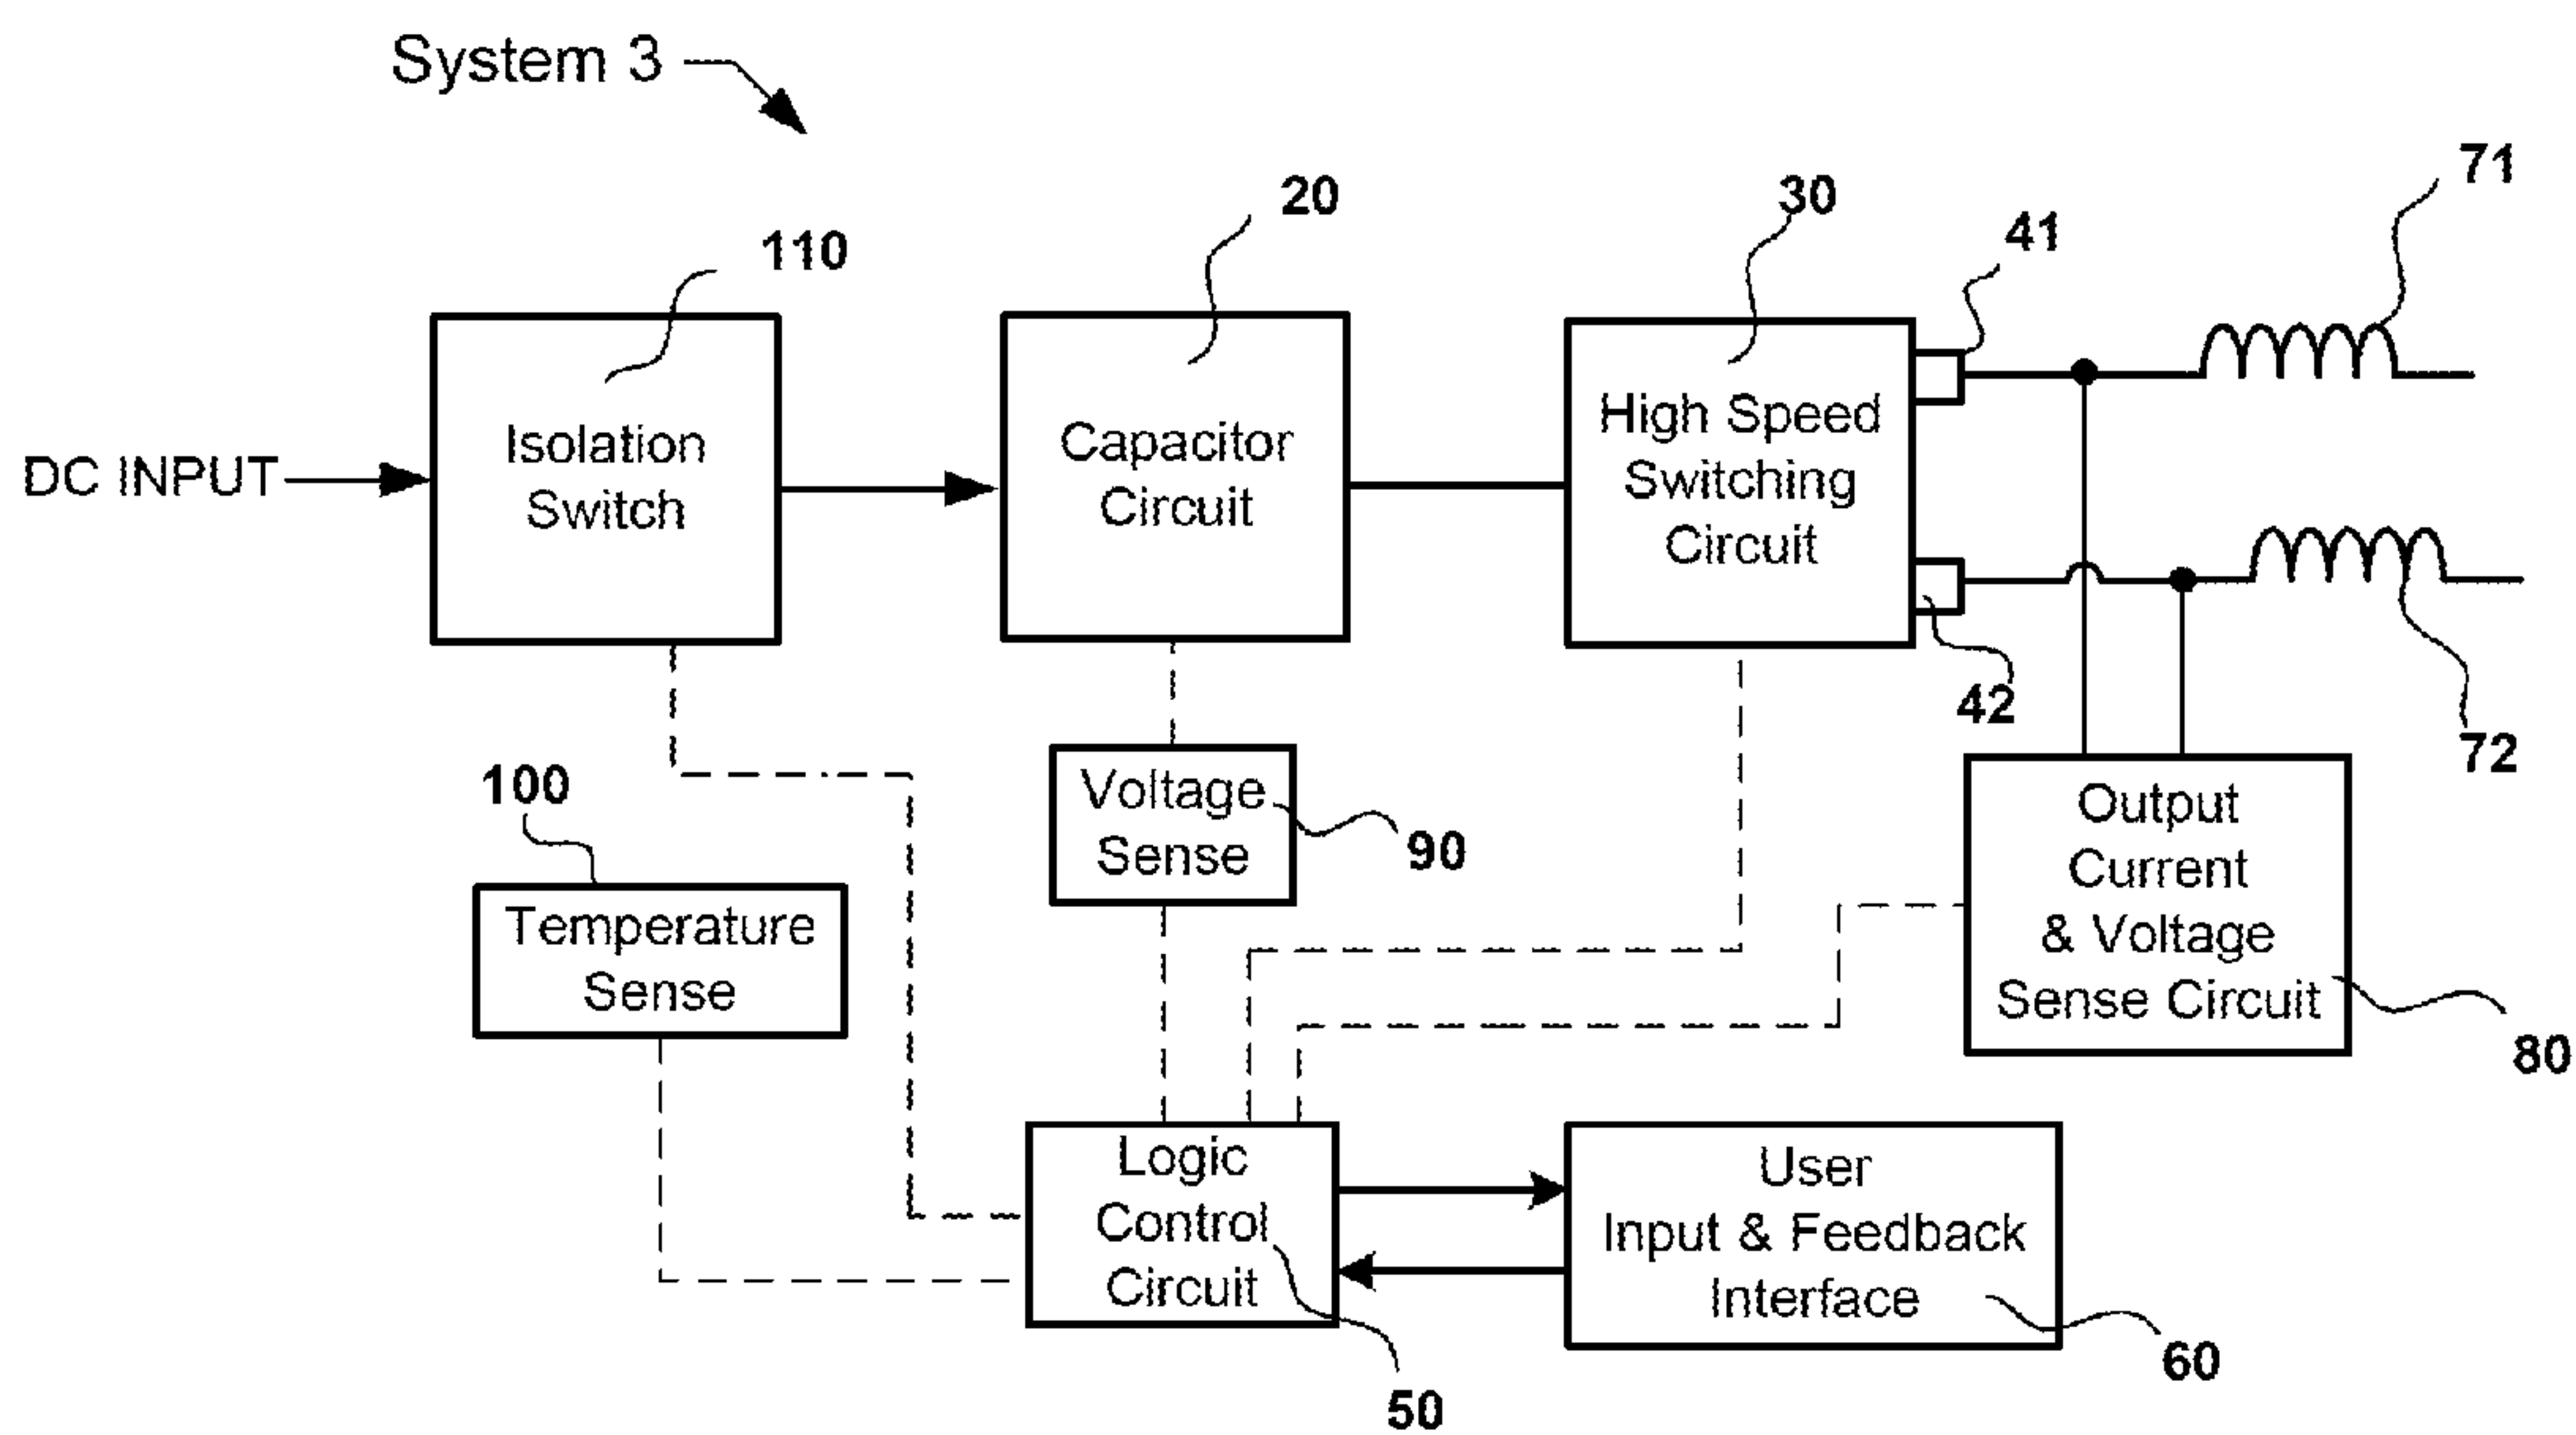 System 3
71
20
30
41
110
High Speed
Switching
Circuit
Capacitor
Circuit
Isolation
Switch
DC INPUT
42
72
100
Voltage
Sense
90
Output
Current
& Voltage
Sense Circuit
80
Temperature
Sense
Logic
Control
Circuit
50
User
Input & Feedback
Interface
60